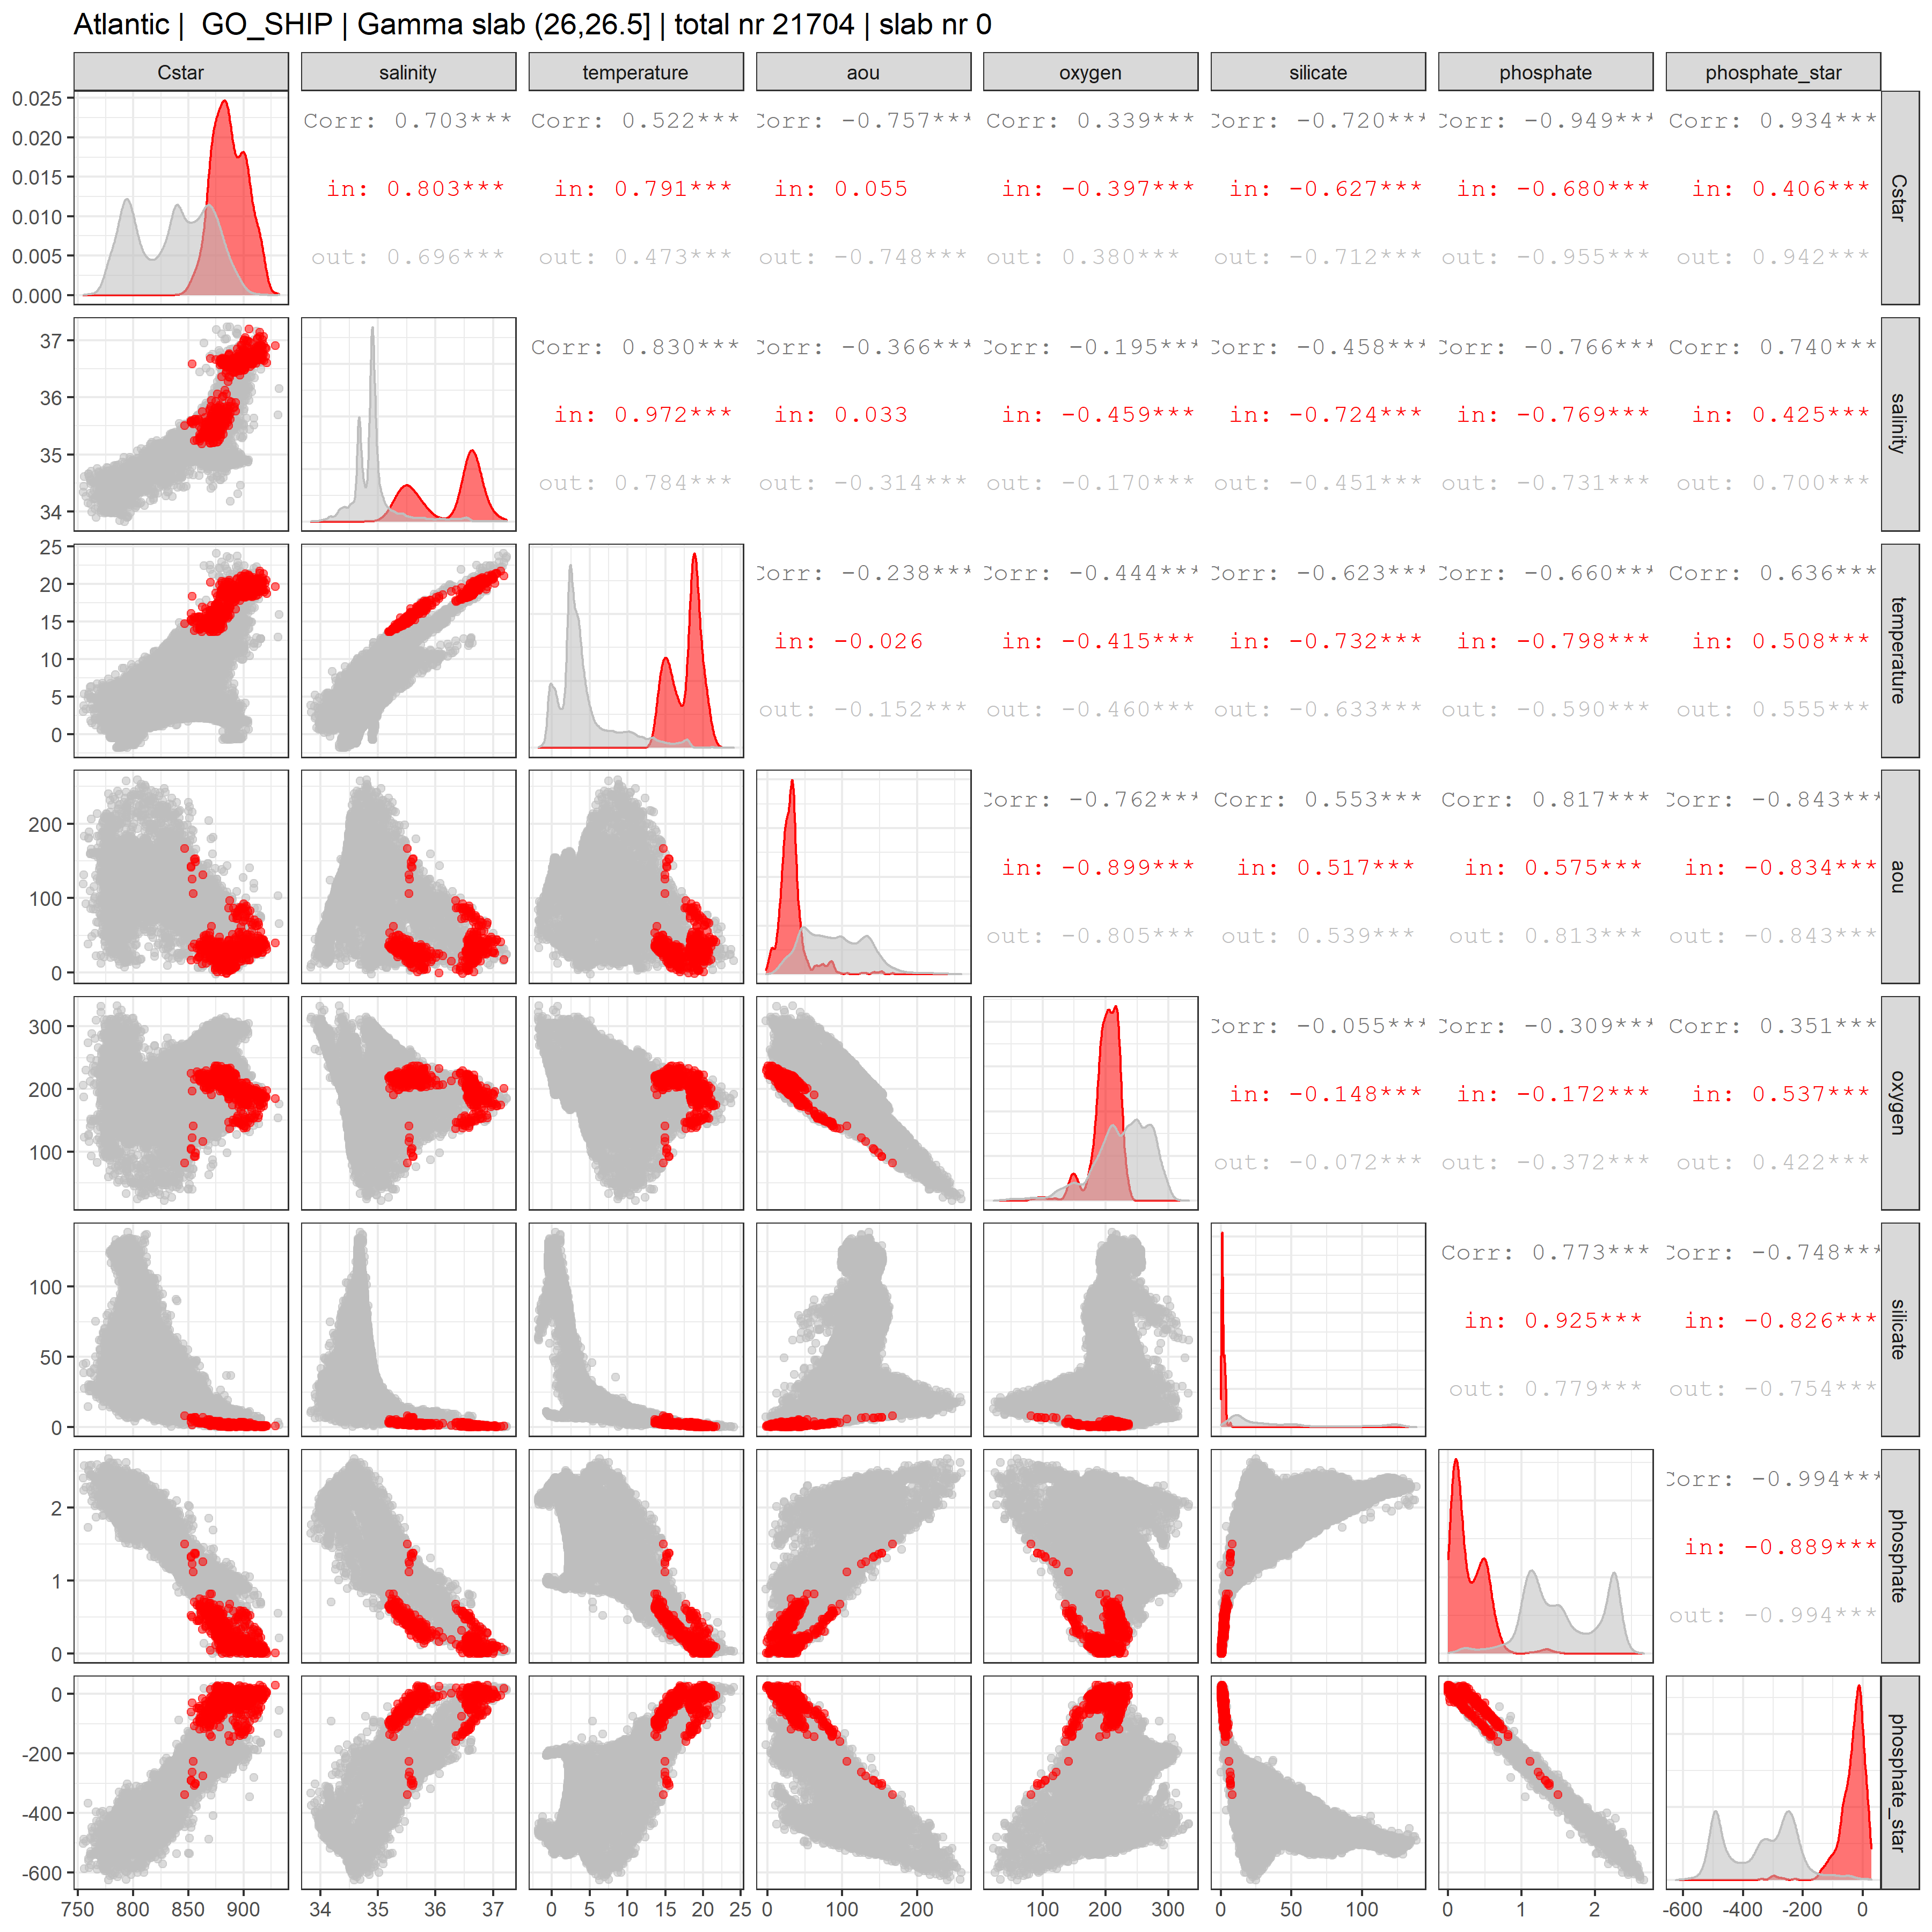 Atlantic |  GO_SHIP | Gamma slab (26,26.5] | total nr 21704 | slab nr 0
Cstar salinity temperature aou oxygen silicate phosphate phosphate_star
0.025 Corr: 0.703*** Corr: 0.522*** Corr: -0.757*** Corr: 0.339*** Corr: -0.720*** Corr: -0.949*** Corr: 0.934***
0.020
0.015 in: 0.803*** in: 0.791*** in: 0.055 in: -0.397*** in: -0.627*** in: -0.680*** in: 0.406*** Cstar
0.010
0.005 out: 0.696*** out: 0.473*** out: -0.748*** out: 0.380*** out: -0.712*** out: -0.955*** out: 0.942***
0.000
37 Corr: 0.830*** Corr: -0.366*** Corr: -0.195*** Corr: -0.458*** Corr: -0.766*** Corr: 0.740***
36 in: 0.972*** in: 0.033 in: -0.459*** in: -0.724*** in: -0.769*** in: 0.425*** salinity
35 out: 0.784*** out: -0.314*** out: -0.170*** out: -0.451*** out: -0.731*** out: 0.700***
34
25 Corr: -0.238*** Corr: -0.444*** Corr: -0.623*** Corr: -0.660*** Corr: 0.636***
20
15
10 in: -0.026 in: -0.415*** in: -0.732*** in: -0.798*** in: 0.508*** temperature
5 out: -0.152*** out: -0.460*** out: -0.633*** out: -0.590*** out: 0.555***
0
200 Corr: -0.762*** Corr: 0.553*** Corr: 0.817*** Corr: -0.843***
100 in: -0.899*** in: 0.517*** in: 0.575*** in: -0.834*** aou
0 out: -0.805*** out: 0.539*** out: 0.813*** out: -0.843***
300 Corr: -0.055*** Corr: -0.309*** Corr: 0.351***
200 in: -0.148*** in: -0.172*** in: 0.537*** oxygen
100 out: -0.072*** out: -0.372*** out: 0.422***
100 Corr: 0.773*** Corr: -0.748***
50 in: 0.925*** in: -0.826*** silicate
0 out: 0.779*** out: -0.754***
2 Corr: -0.994***
1 in: -0.889*** phosphate
0 out: -0.994***
0
-200
-400 phosphate_star
-600
750 800 850 900 34 35 36 37 0 5 10 15 20 25 0 100 200 100 200 300 0 50 100 0 1 2 -600 -400 -200 0